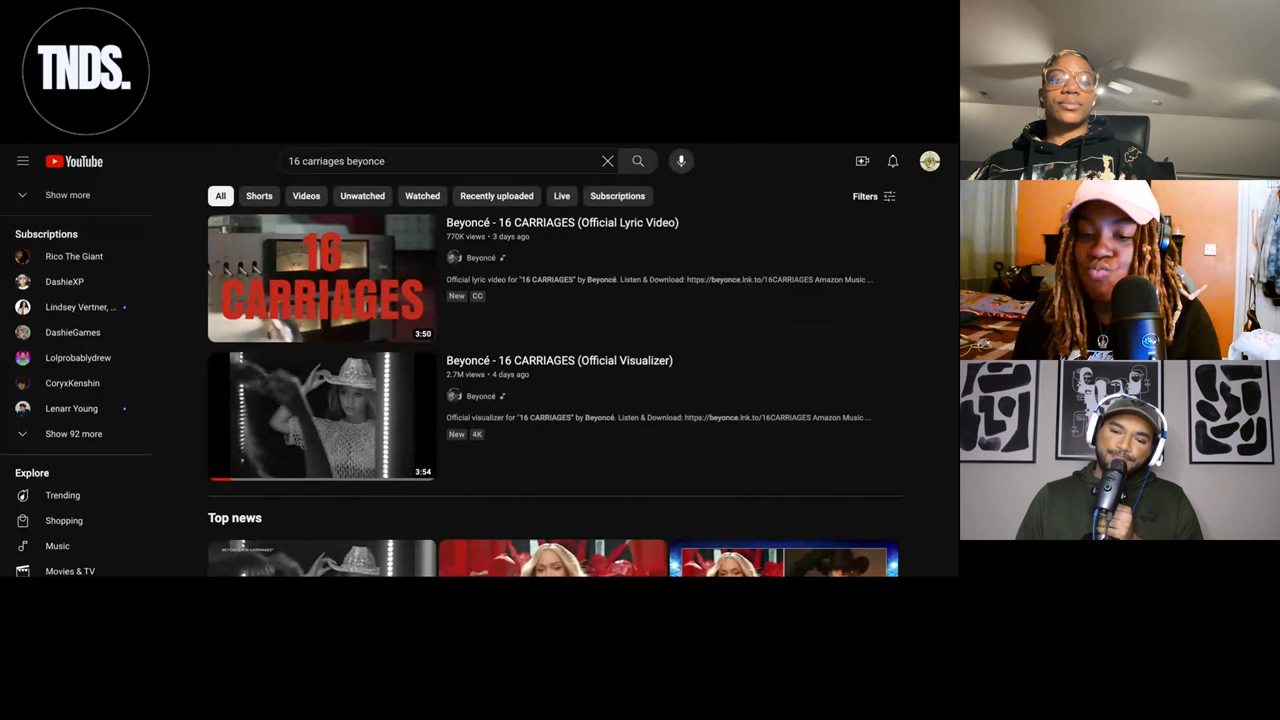 TNDS.
YouTube
16 carriages beyonce
Show more
All
Shorts
Videos
Unwatched
Watched
Recently uploaded
Live
Subscriptions
Filters
Subscriptions
Rico The Giant
DashieXP
Lindsey Vertner, ...
DashieGames
Lolprobablydrew
CoryxKenshin
Lenarr Young
Show 92 more
Explore
Trending
Shopping
Music
Movies & TV
16
CARRIAGES
3:50
Beyoncé - 16 CARRIAGES (Official Lyric Video)
770K views • 3 days ago
Beyoncé
Official lyric video for "16 CARRIAGES" by Beyoncé. Listen & Download: https://beyonce.lnk.to/16CARRIAGES Amazon Music ...
New
CC
3:54
Beyoncé - 16 CARRIAGES (Official Visualizer)
2.7M views • 4 days ago
Beyoncé
Official visualizer for "16 CARRIAGES" by Beyoncé. Listen & Download: https://beyonce.lnk.to/16CARRIAGES Amazon Music ...
New
4K
Top news